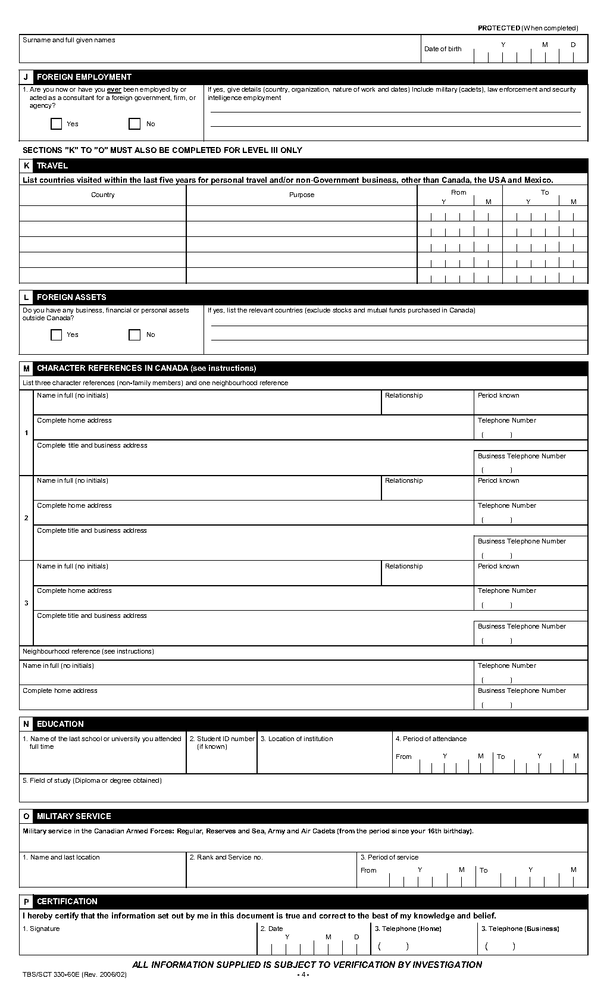 PROTECTED (When completed)
Surname and full given names
Date of birth Y M D
J FOREIGN EMPLOYMENT
1. Are you now or have you ever been employed by or
acted as a consultant for a foreign government, firm, or
agency?
Yes No
If yes, give details (country, organization, nature of work and dates) Include military (cadets), law enforcement and security
intelligence employment
SECTIONS "K" TO "O" MUST ALSO BE COMPLETED FOR LEVEL III ONLY
K TRAVEL
List countries visited within the last five years for personal travel and/or non-Government business, other than Canada, the USA and Mexico.
Country Purpose From To
Y M Y M
L FOREIGN ASSETS
Do you have any business, financial or personal assets
outside Canada?
Yes No
If yes, list the relevant countries (exclude stocks and mutual funds purchased in Canada)
M CHARACTER REFERENCES IN CANADA (see instructions)
List three character references (non-family members) and one neighbourhood reference
1
Name in full (no initials) Relationship Period known
Complete home address Telephone Number
( )
Complete title and business address
Business Telephone Number
( )
2
Name in full (no initials) Relationship Period known
Complete home address Telephone Number
( )
Complete title and business address
Business Telephone Number
( )
3
Name in full (no initials) Relationship Period known
Complete home address Telephone Number
( )
Complete title and business address
Business Telephone Number
( )
Neighbourhood reference (see instructions)
Name in full (no initials) Telephone Number
( )
Complete home address Business Telephone Number
( )
N EDUCATION
1. Name of the last school or university you attended
full time
2. Student ID number
(if known)
3. Location of institution
4. Period of attendance
From Y M To Y M
5. Field of study (Diploma or degree obtained)
O MILITARY SERVICE
Military service in the Canadian Armed Forces: Regular, Reserves and Sea, Army and Air Cadets (from the period since your 16th birthday).
1. Name and last location 2. Rank and Service no. 3. Period of service
From Y M To Y M
P CERTIFICATION
I hereby certify that the information set out by me in this document is true and correct to the best of my knowledge and belief.
1. Signature 2. Date 3. Telephone (Home) 3. Telephone (Business)
Y M D
( ) ( )
ALL INFORMATION SUPPLIED IS SUBJECT TO VERIFICATION BY INVESTIGATION
TBS/SCT 330-60E (Rev. 2006/02) - 4 -